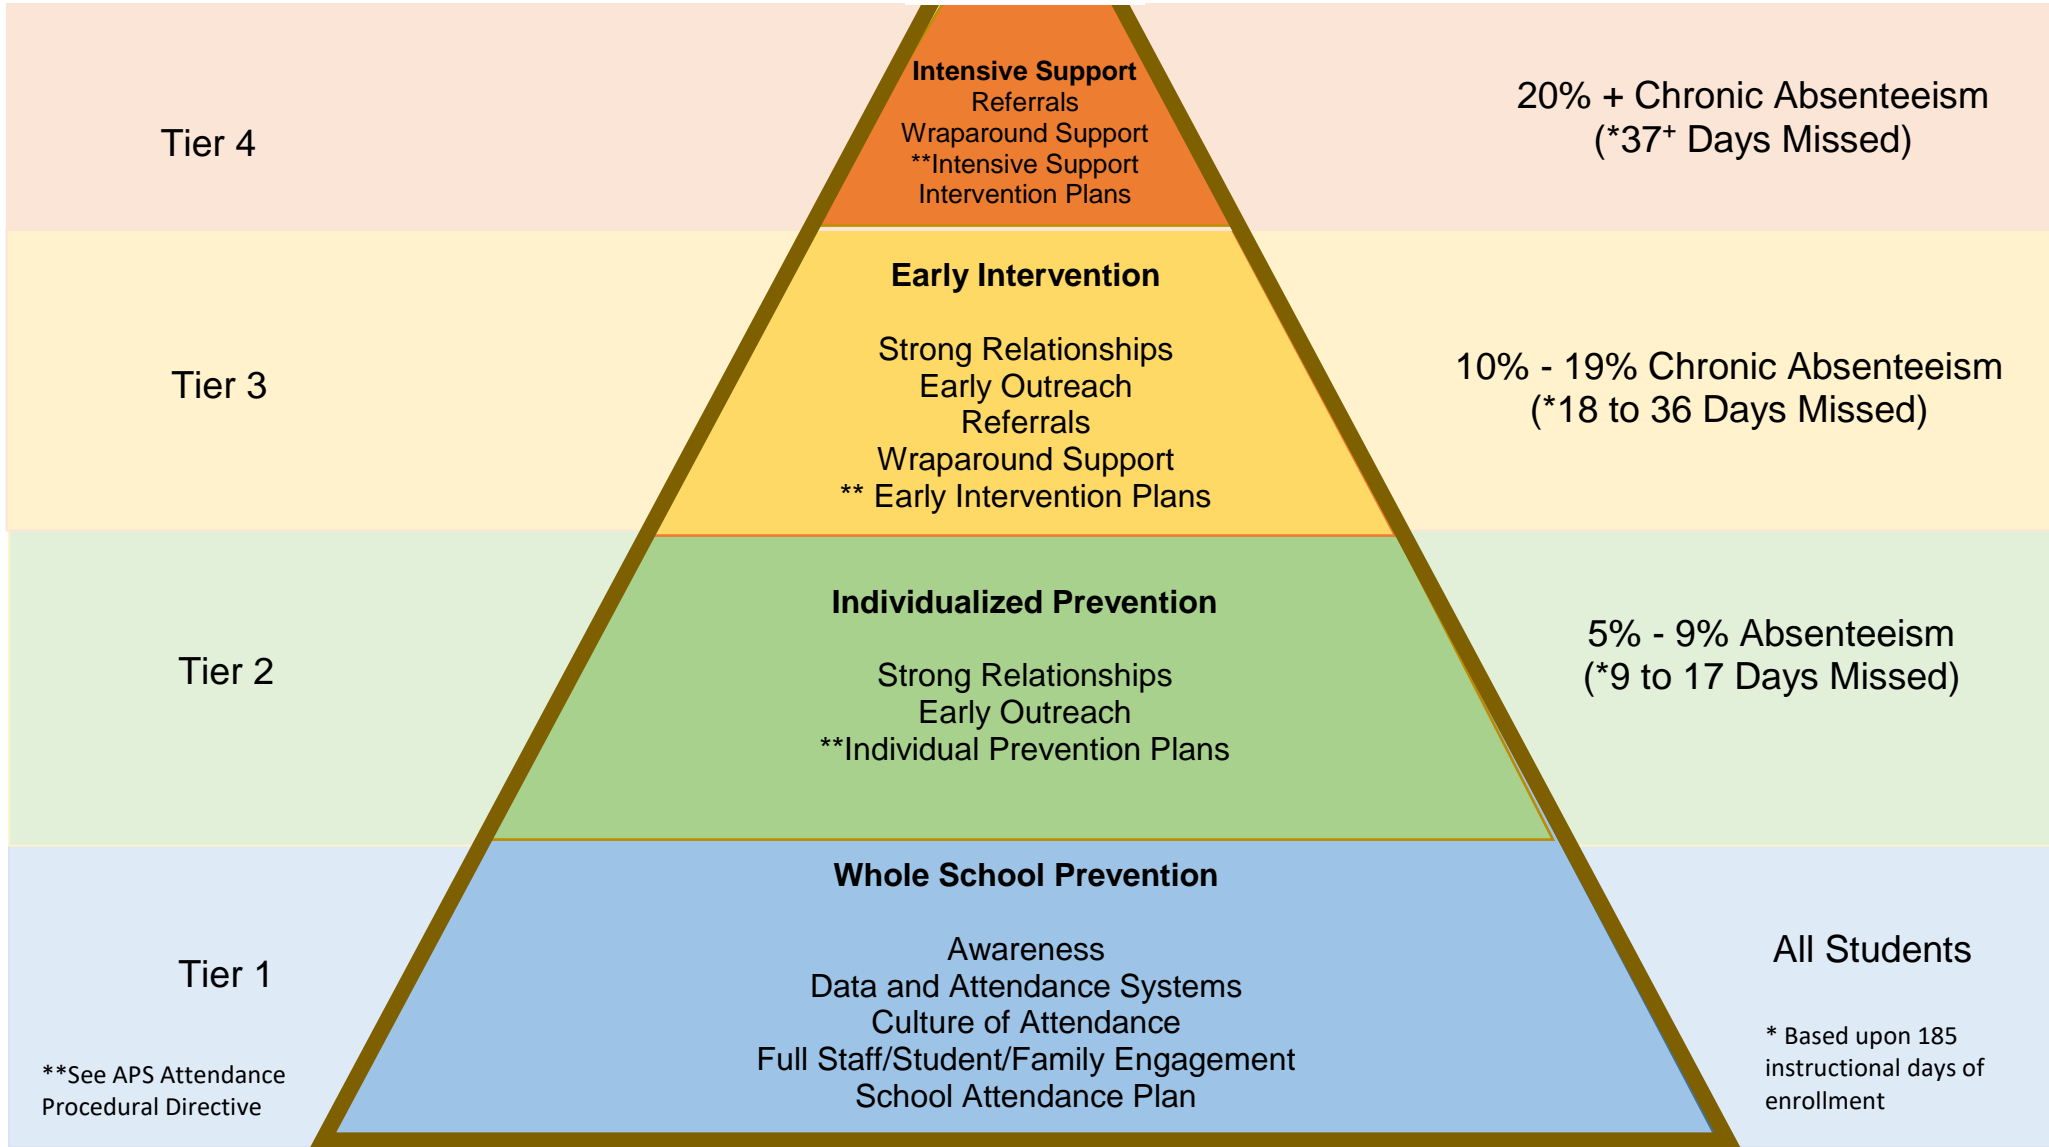 Tier 4
Intensive Support
Referrals
Wraparound Support
**Intensive Support
Intervention Plans
20% + Chronic Absenteeism
(*37⁺ Days Missed)
Tier 3
Early Intervention
Strong Relationships
Early Outreach
Referrals
Wraparound Support
** Early Intervention Plans
10% - 19% Chronic Absenteeism
(*18 to 36 Days Missed)
Tier 2
Individualized Prevention
Strong Relationships
Early Outreach
**Individual Prevention Plans
5% - 9% Absenteeism
(*9 to 17 Days Missed)
Tier 1
Whole School Prevention
Awareness
Data and Attendance Systems
Culture of Attendance
Full Staff/Student/Family Engagement
School Attendance Plan
All Students
**See APS Attendance
Procedural Directive
* Based upon 185
instructional days of
enrollment